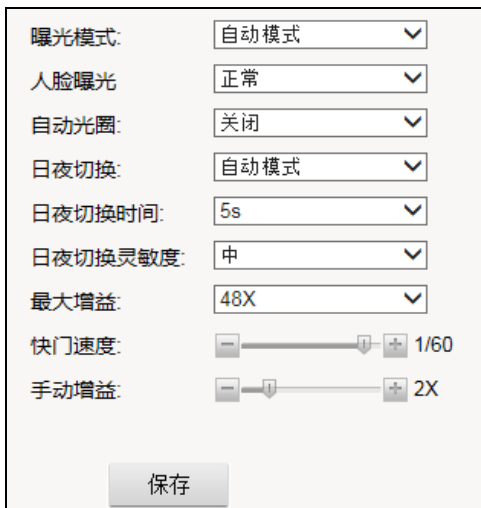 曝光模式: 自动模式
人脸曝光 正常
自动光圈: 关闭
日夜切换: 自动模式
日夜切换时间: 5s
日夜切换灵敏度: 中
最大增益: 48X
快门速度: 1/60
手动增益: 2X
保存